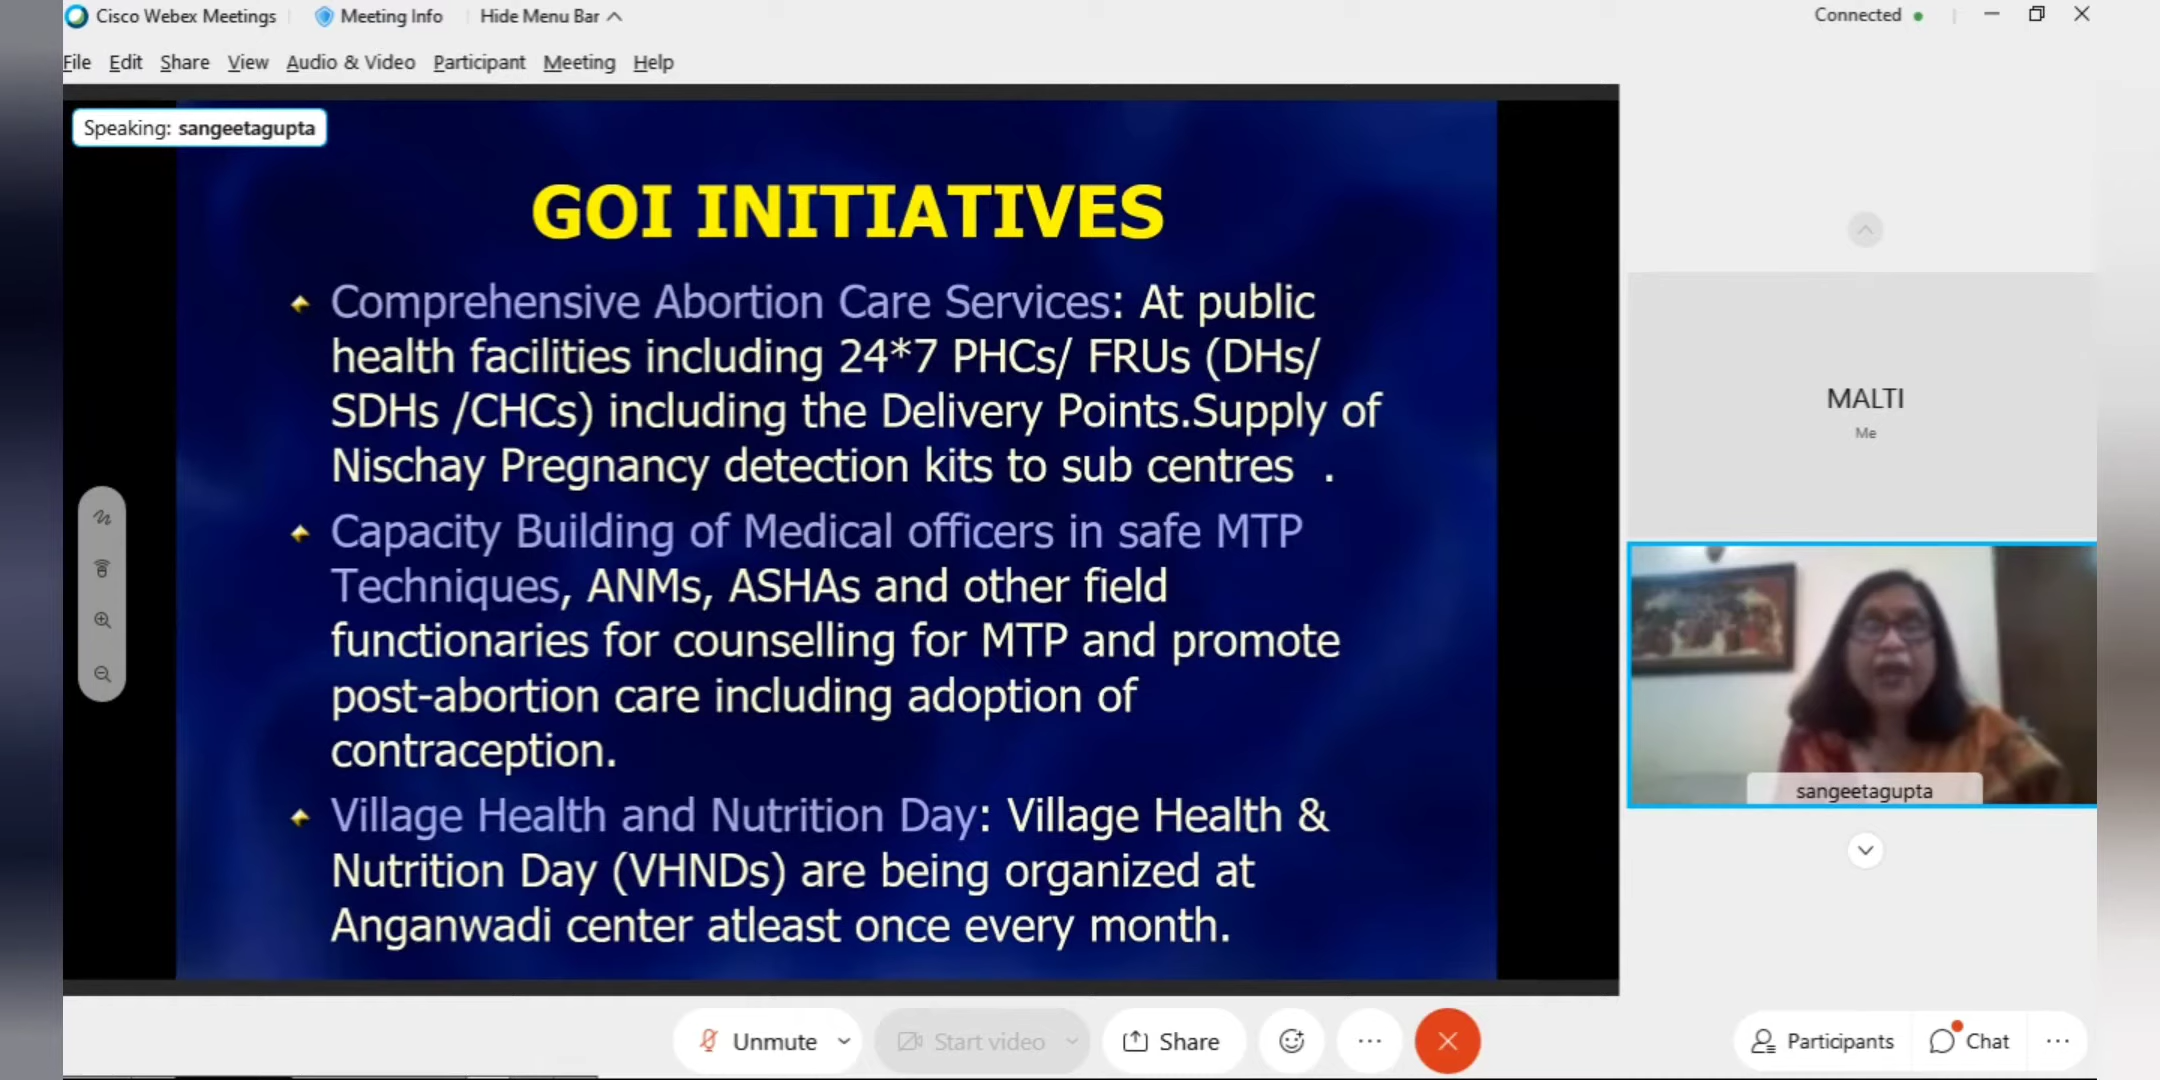 Cisco Webex Meetings Meeting Info Hide Menu Bar
Connected
File Edit Share View Audio & Video Participant Meeting Help
Speaking: sangeetagupta
GOI INITIATIVES
Comprehensive Abortion Care Services: At public
health facilities including 24*7 PHCs/ FRUs (DHs/
SDHs /CHCs) including the Delivery Points.Supply of
Nischay Pregnancy detection kits to sub centres .
Capacity Building of Medical officers in safe MTP
Techniques, ANMs, ASHAs and other field
functionaries for counselling for MTP and promote
post-abortion care including adoption of
contraception.
Village Health and Nutrition Day: Village Health &
Nutrition Day (VHNDs) are being organized at
Anganwadi center atleast once every month.
MALTI
Me
sangeetagupta
Unmute Start video Share
Participants Chat